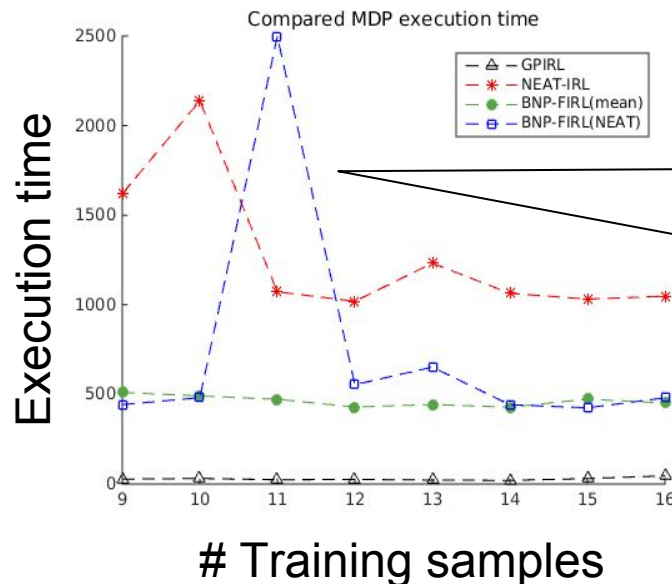 Compared MDP execution time
2500
2000
1500
1000
500
0
GPIRL
NEAT-IRL
BNP-FIRL(mean)
BNP-FIRL(NEAT)
Execution time
9 10 11 12 13 14 15 16
# Training samples